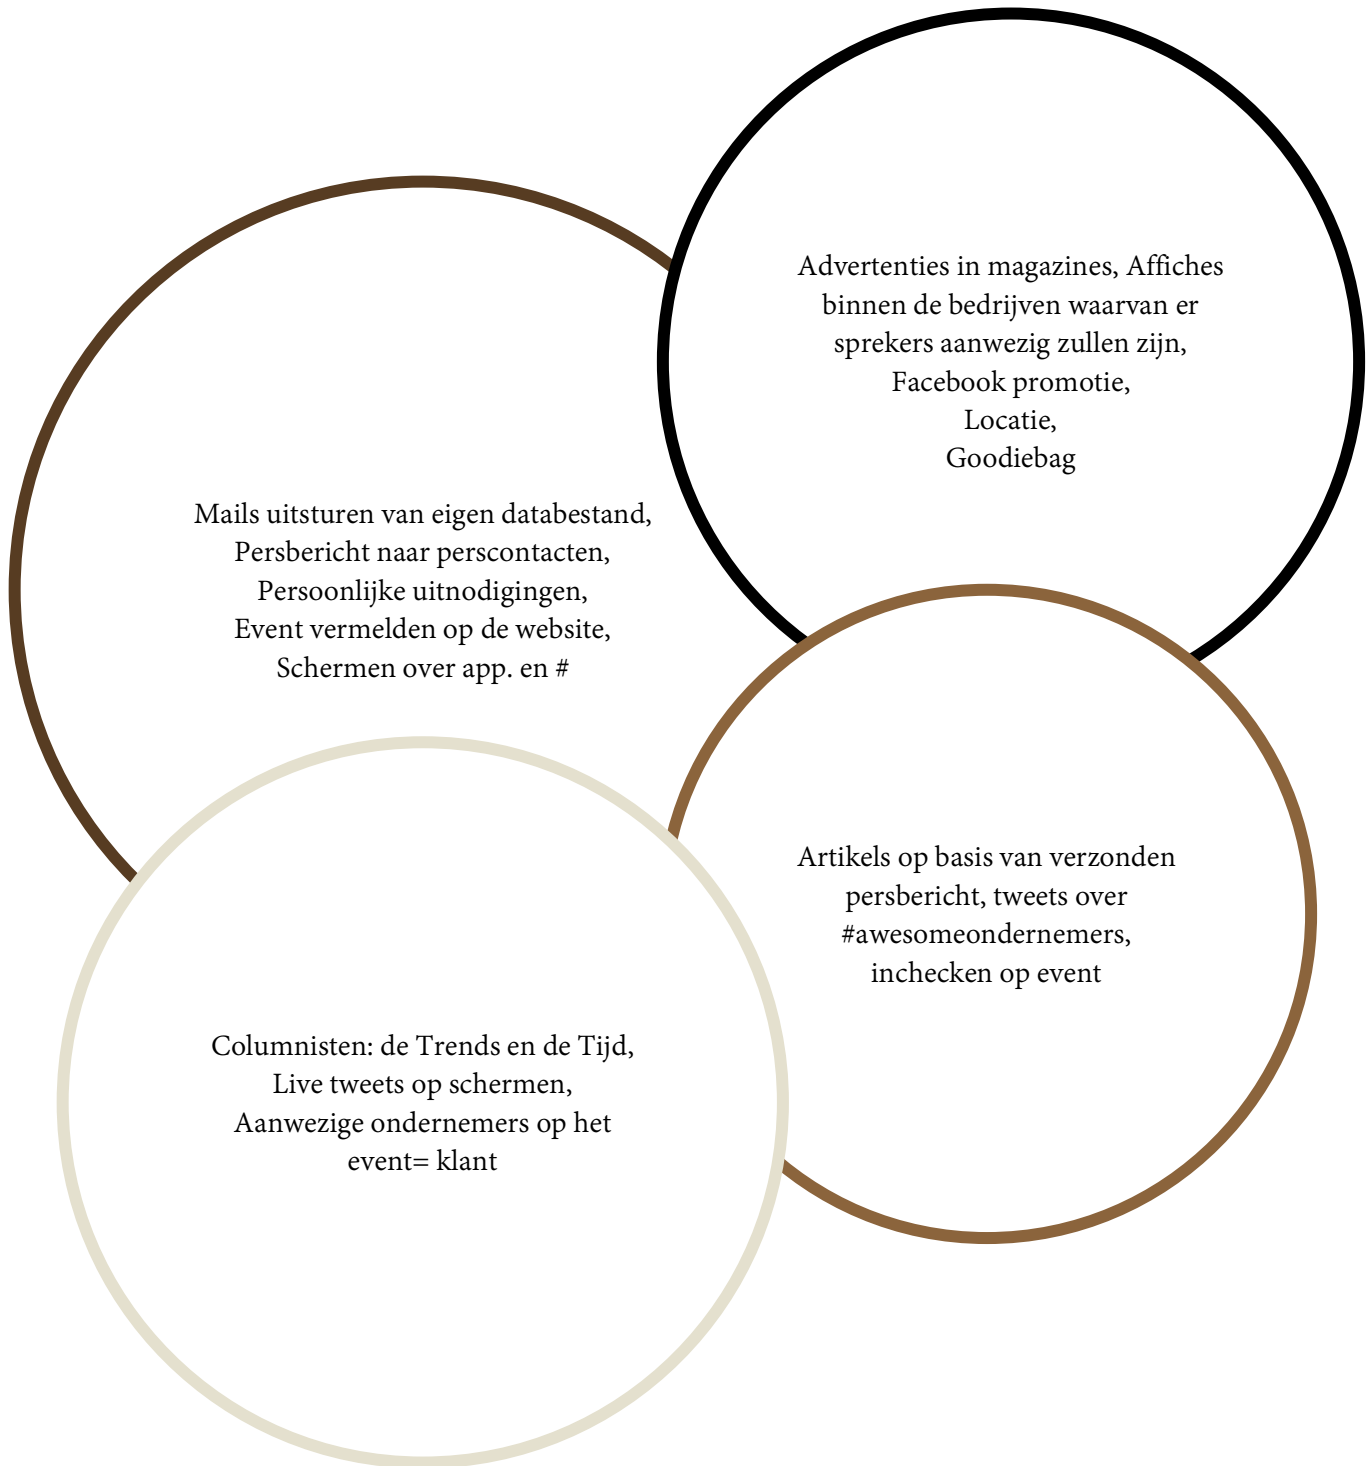 Advertenties in magazines, Affiches
binnen de bedrijven waarvan er
sprekers aanwezig zullen zijn,
Facebook promotie,
Locatie,
Goodiebag
Mails uitsturen van eigen databestand,
Persbericht naar perscontacten,
Persoonlijke uitnodigingen,
Event vermelden op de website,
Schermen over app. en #
Artikels op basis van verzonden
persbericht, tweets over
#awesomeondernemers,
inchecken op event
Columnisten: de Trends en de Tijd,
Live tweets op schermen,
Aanwezige ondernemers op het
event= klant